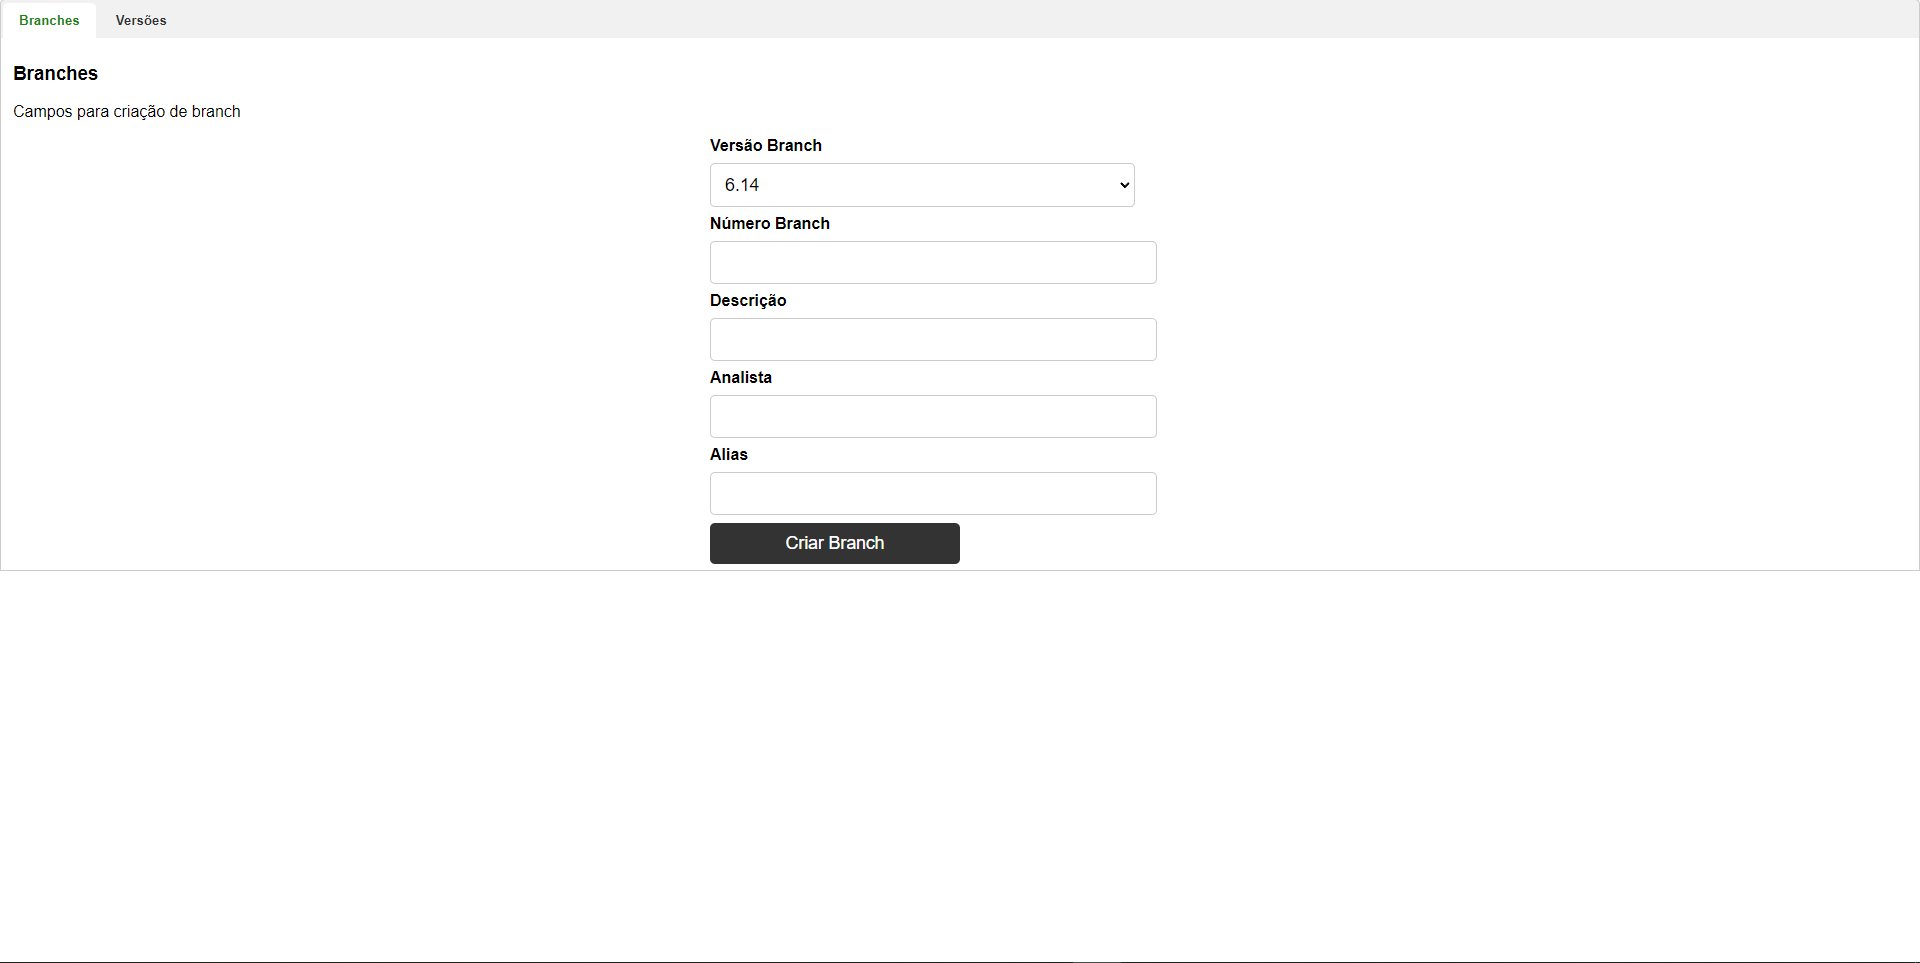 Branches Versões
Branches
Campos para criação de branch
Versão Branch
6.14
Número Branch
Descrição
Analista
Alias
Criar Branch